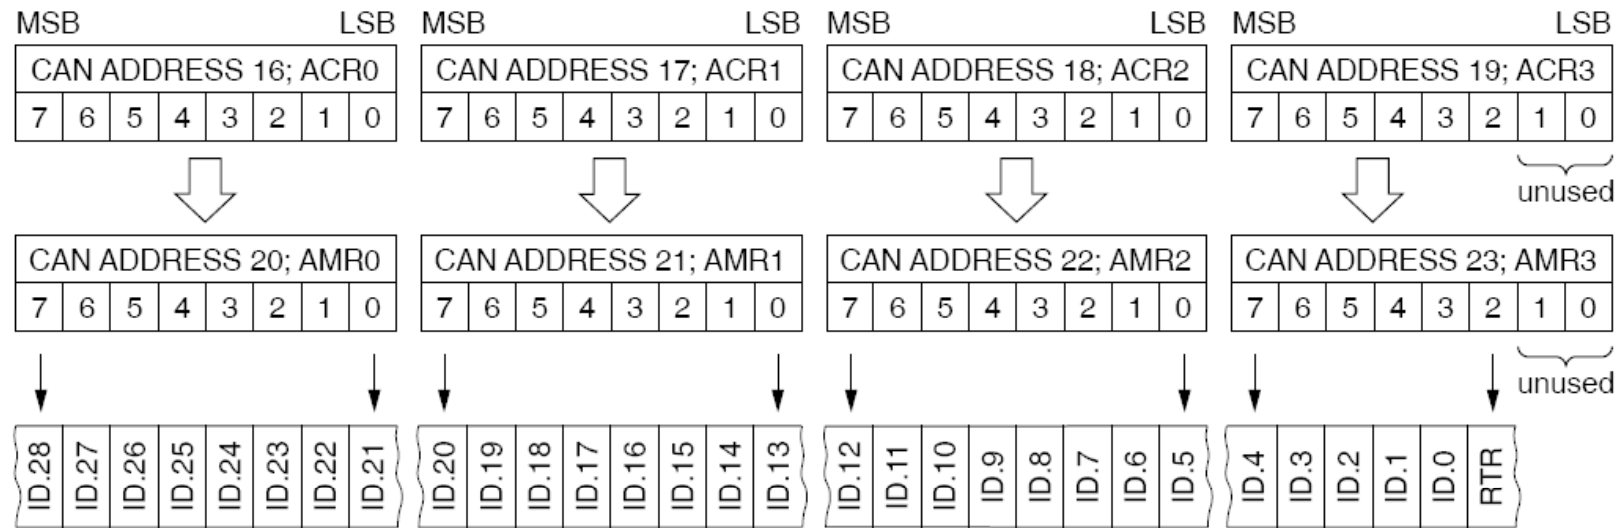 MSB LSB MSB LSB MSB LSB MSB LSB
CAN ADDRESS 16; ACR0 CAN ADDRESS 17; ACR1 CAN ADDRESS 18; ACR2 CAN ADDRESS 19; ACR3
7 6 5 4 3 2 1 0 7 6 5 4 3 2 1 0 7 6 5 4 3 2 1 0 7 6 5 4 3 2 1 0
unused
CAN ADDRESS 20; AMR0 CAN ADDRESS 21; AMR1 CAN ADDRESS 22; AMR2 CAN ADDRESS 23; AMR3
7 6 5 4 3 2 1 0 7 6 5 4 3 2 1 0 7 6 5 4 3 2 1 0 7 6 5 4 3 2 1 0
unused
ID.28 ID.27 ID.26 ID.25 ID.24 ID.23 ID.22 ID.21 ID.20 ID.19 ID.18 ID.17 ID.16 ID.15 ID.14 ID.13 ID.12 ID.11 ID.10 ID.9 ID.8 ID.7 ID.6 ID.5 ID.4 ID.3 ID.2 ID.1 ID.0 RTR